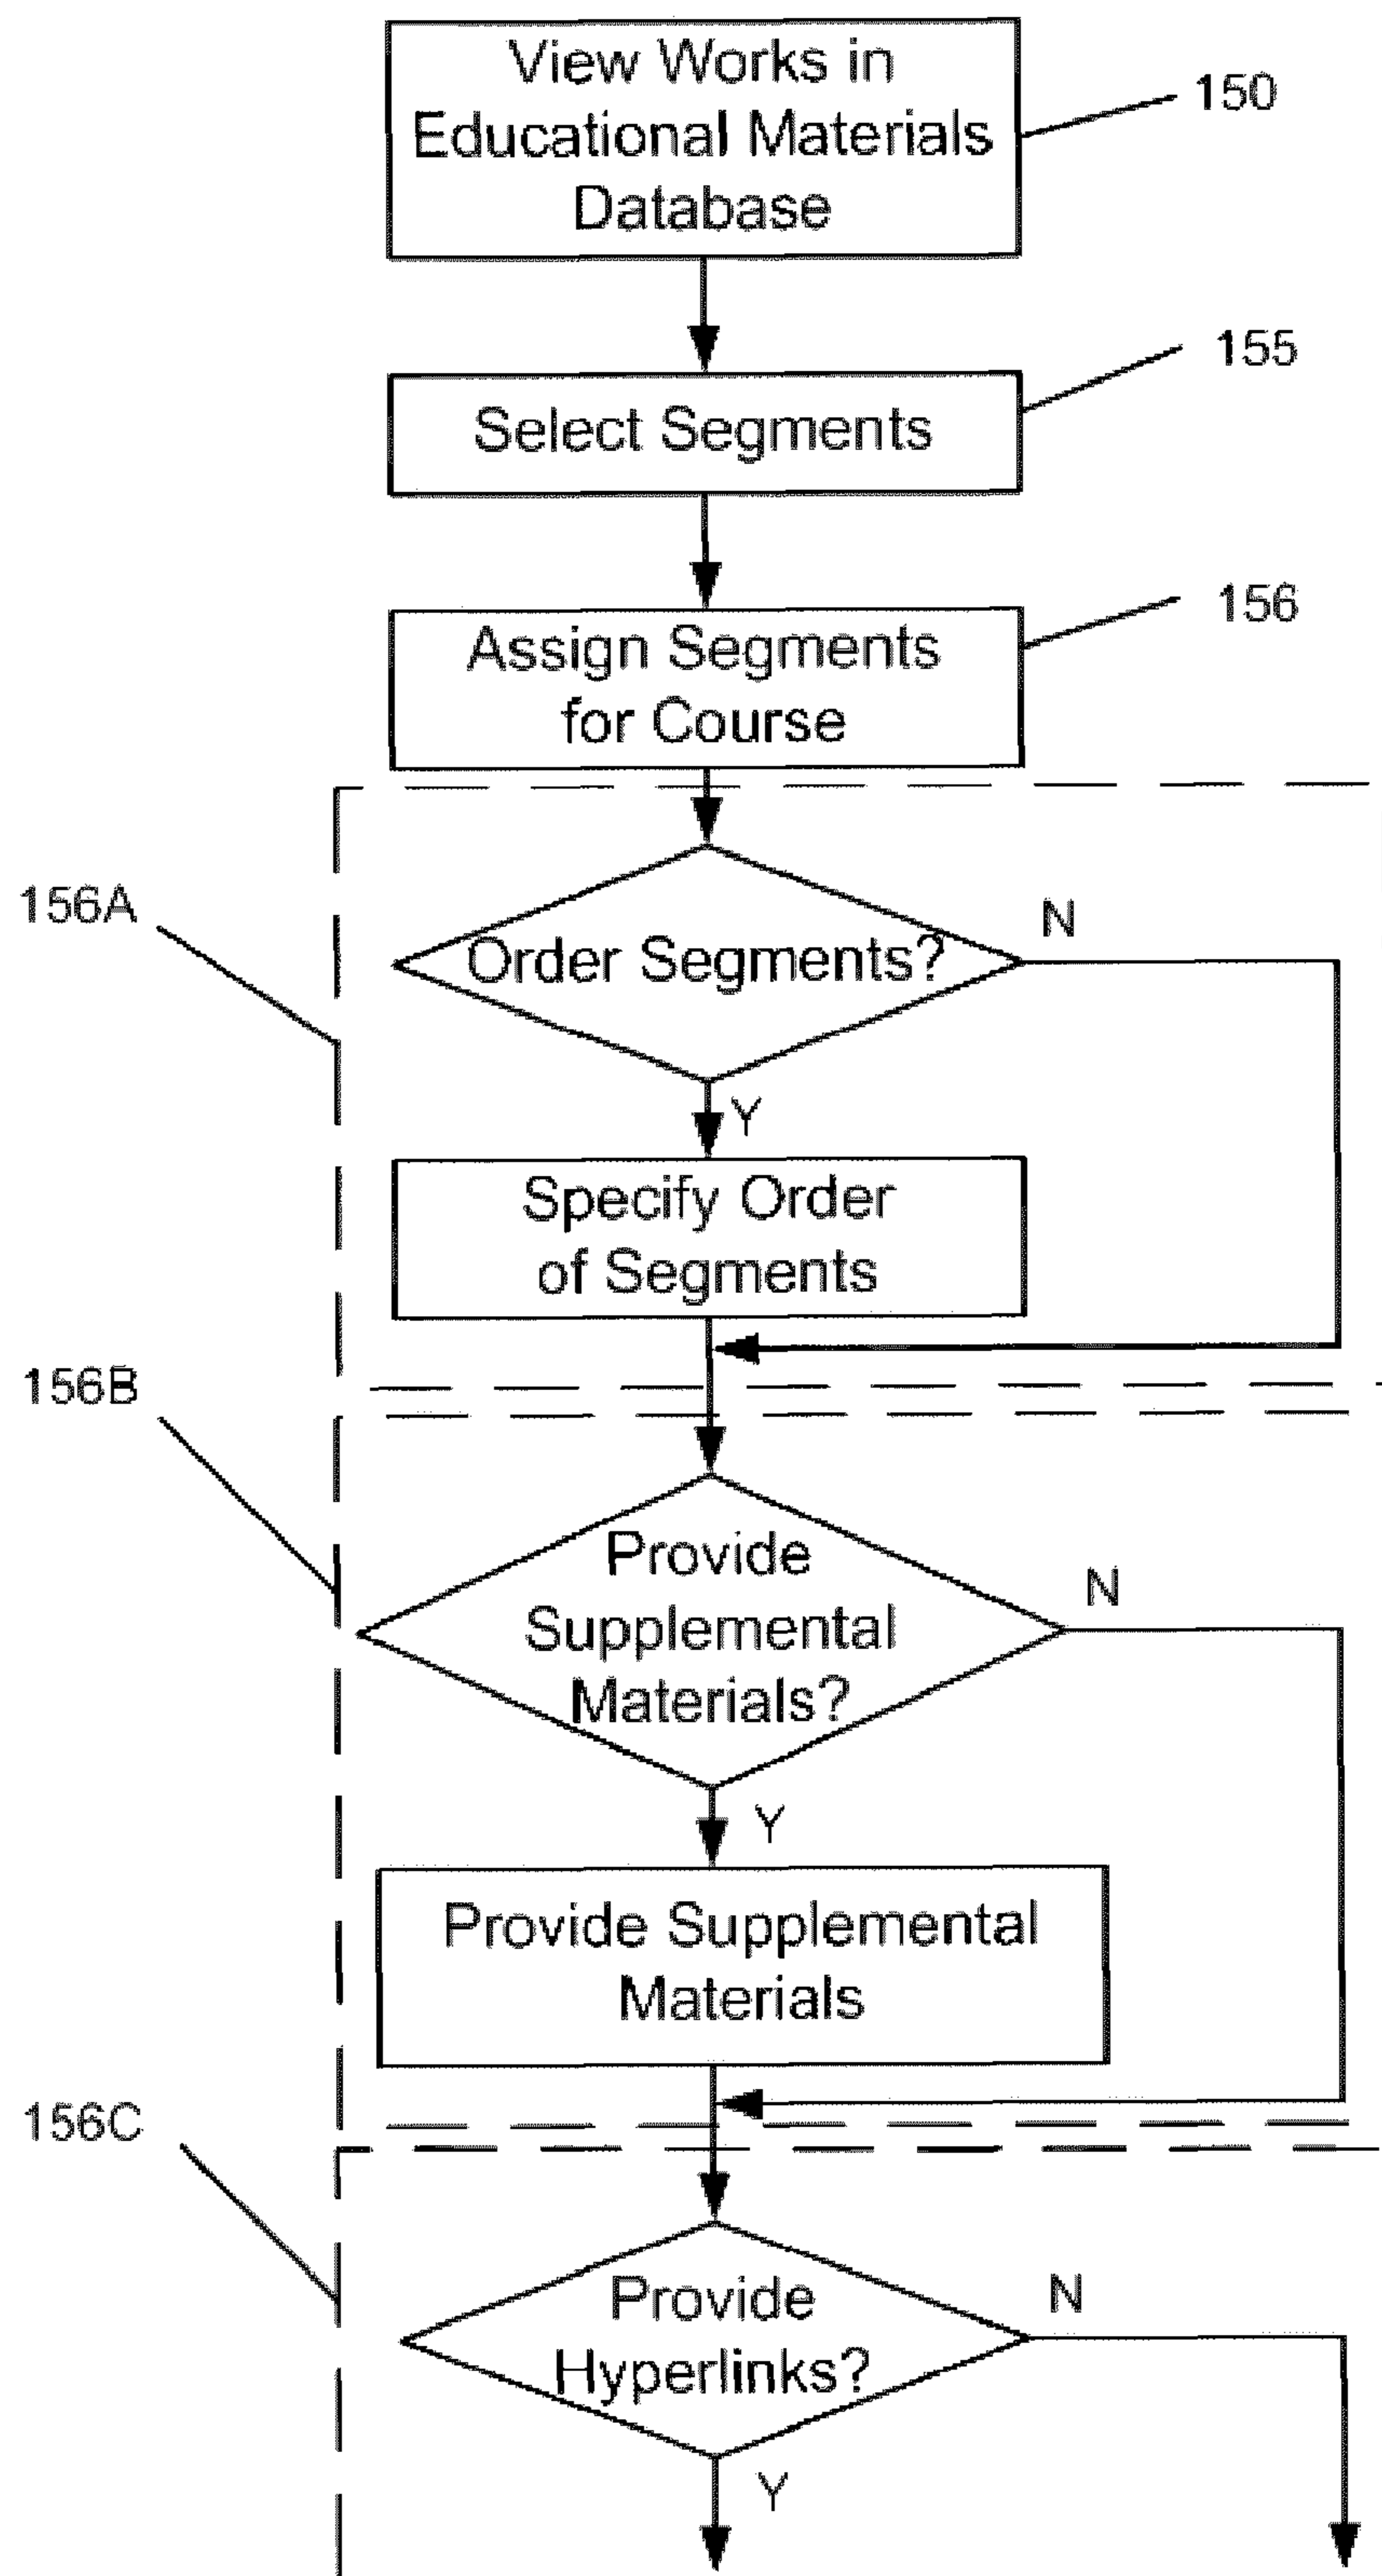 View Works in
Educational Materials
Database
150
Select Segments
155
Assign Segments
for Course
156
156A
Order Segments?
N
Y
Specify Order
of Segments
156B
Provide
Supplemental
Materials?
N
Y
Provide Supplemental
Materials
156C
Provide
Hyperlinks?
N
Y